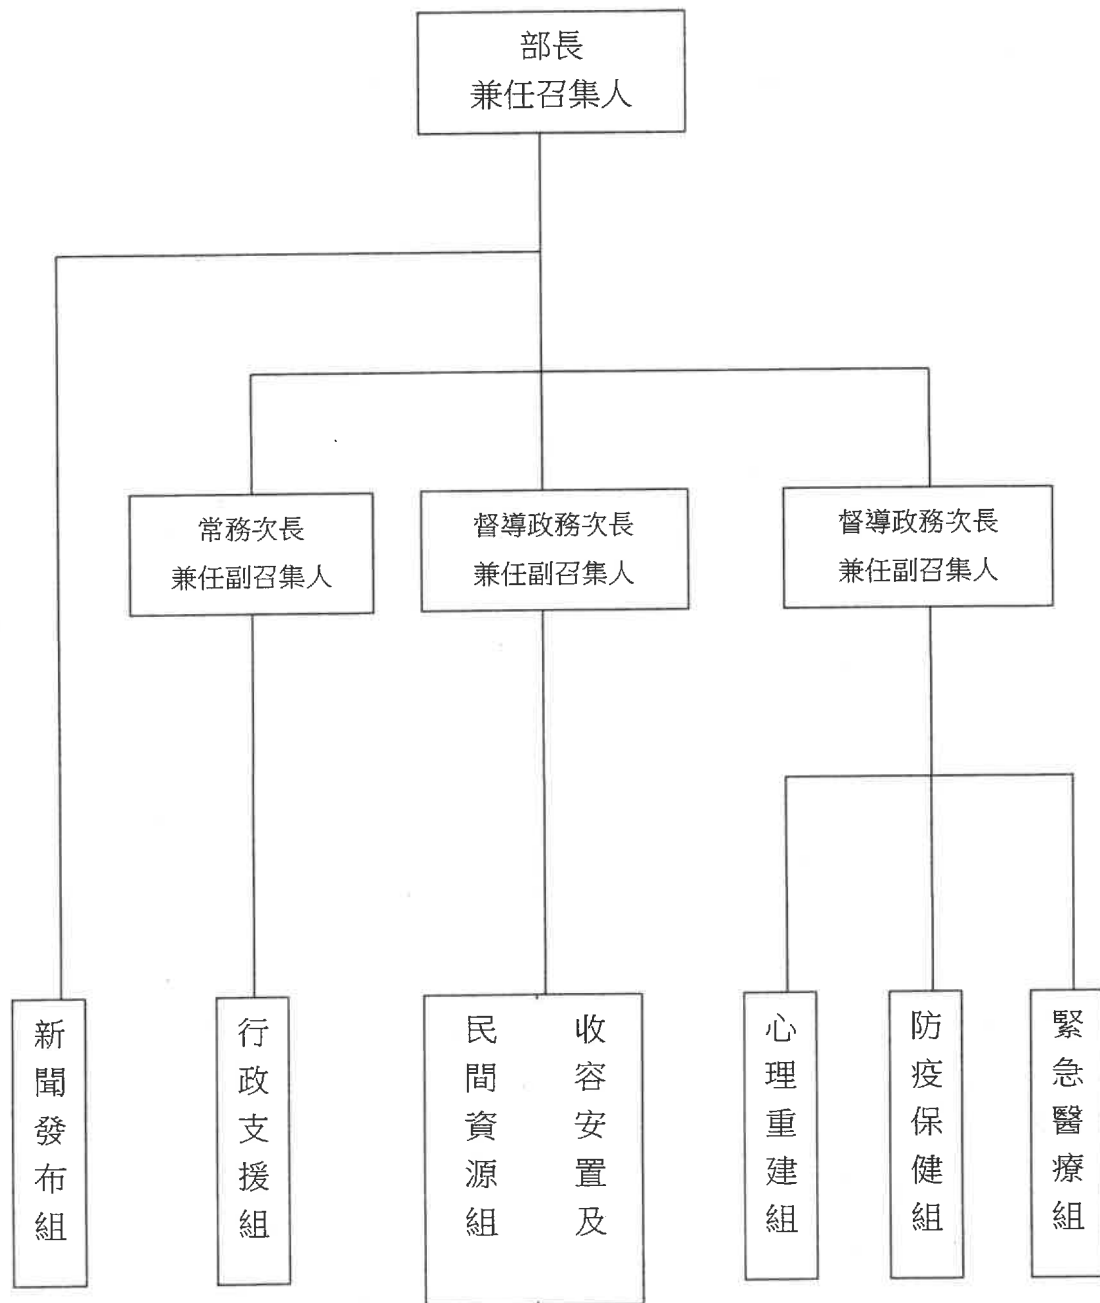 部長
兼任召集人
常務次長
兼任副召集人
督導政務次長
兼任副召集人
督導政務次長
兼任副召集人
新聞發布組
行政支援組
收容安置及
民間資源組
心理重建組
防疫保健組
緊急醫療組